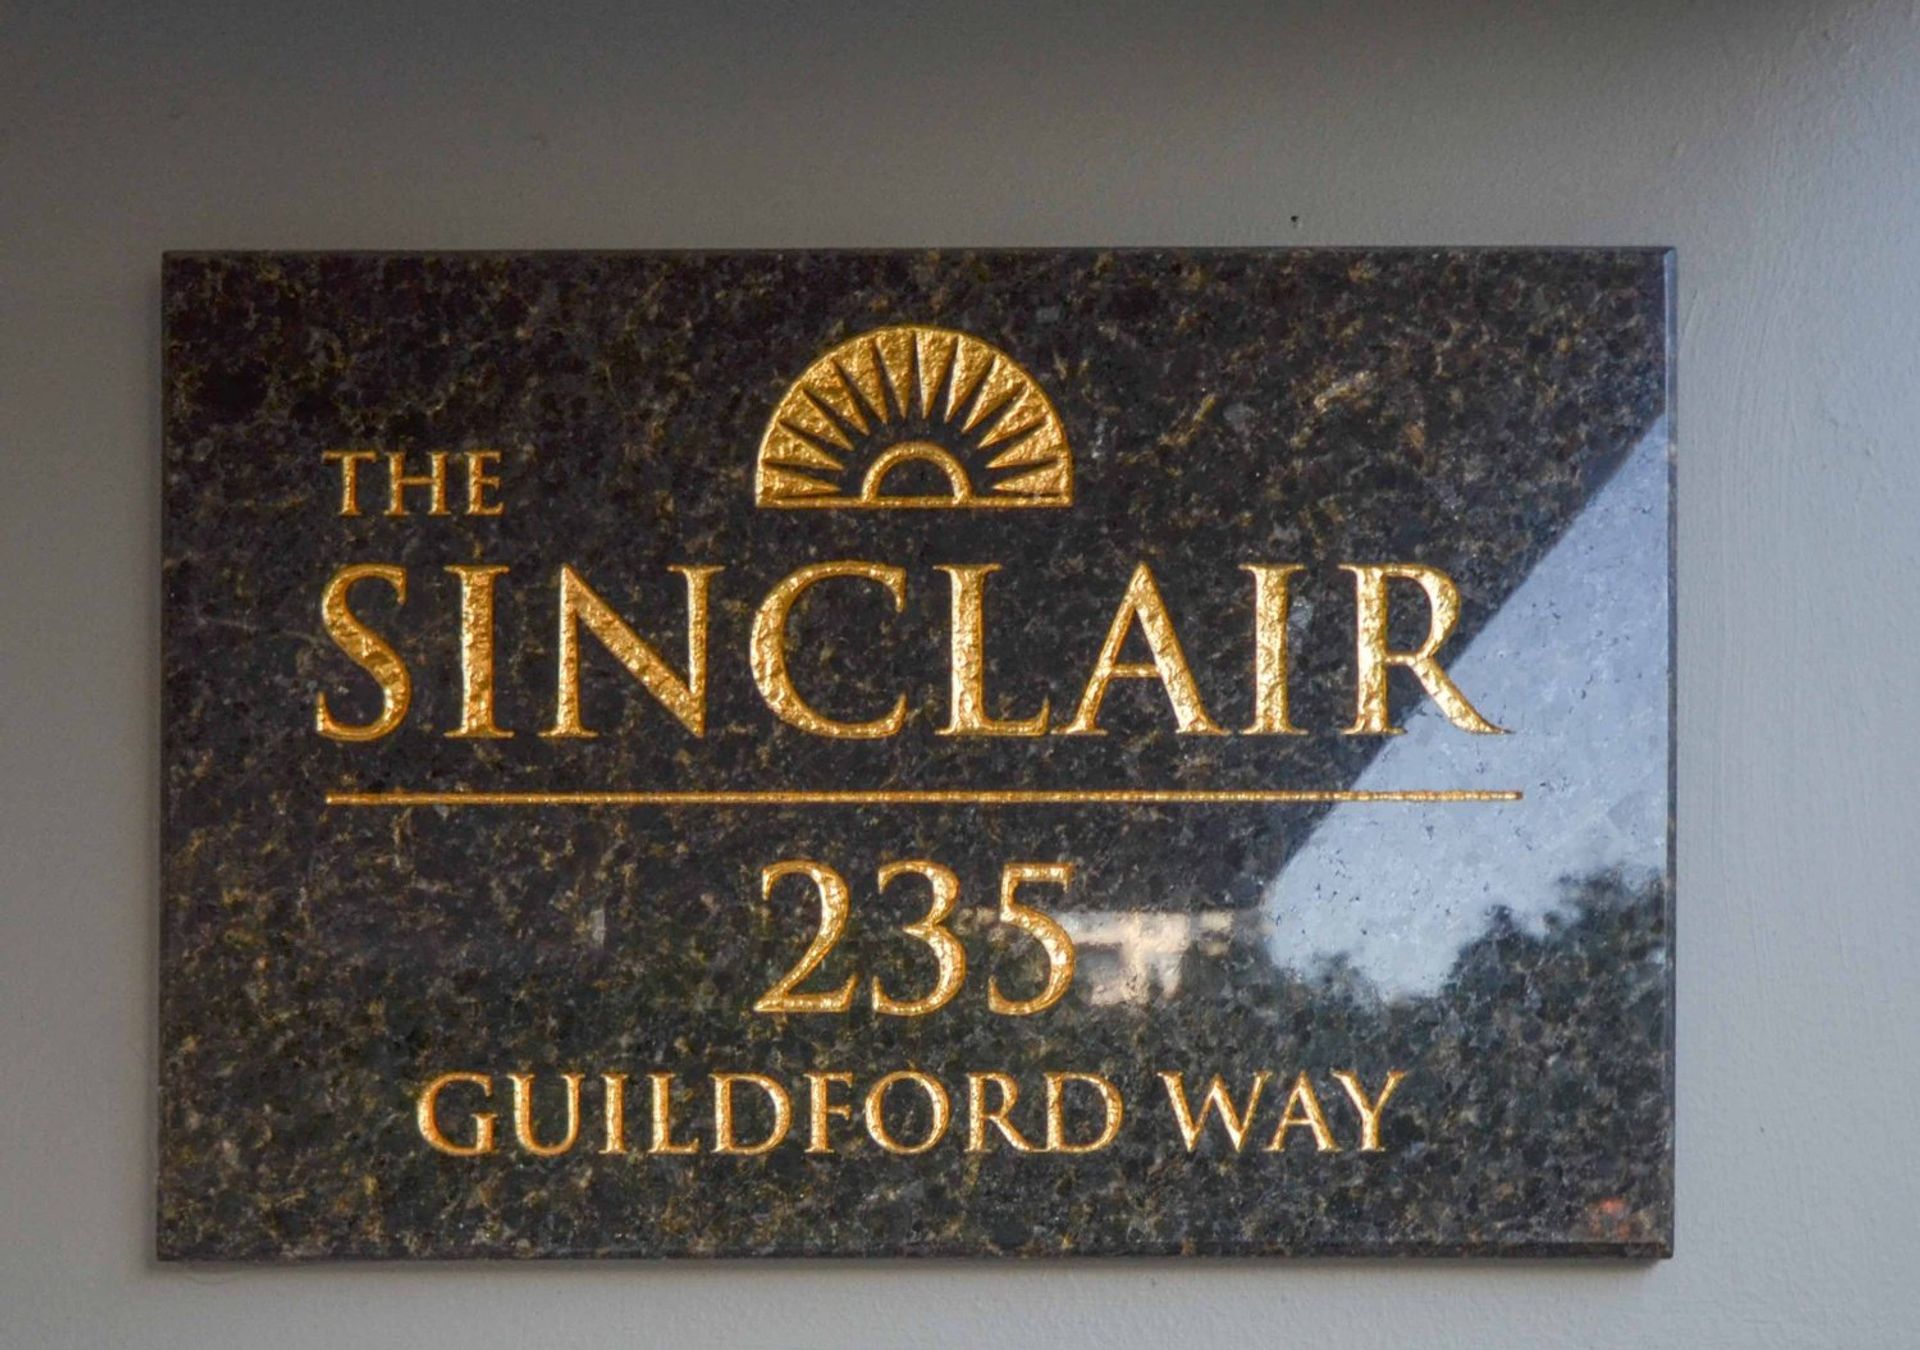 THE
SINCLAIR
235
GUILDFORD WAY